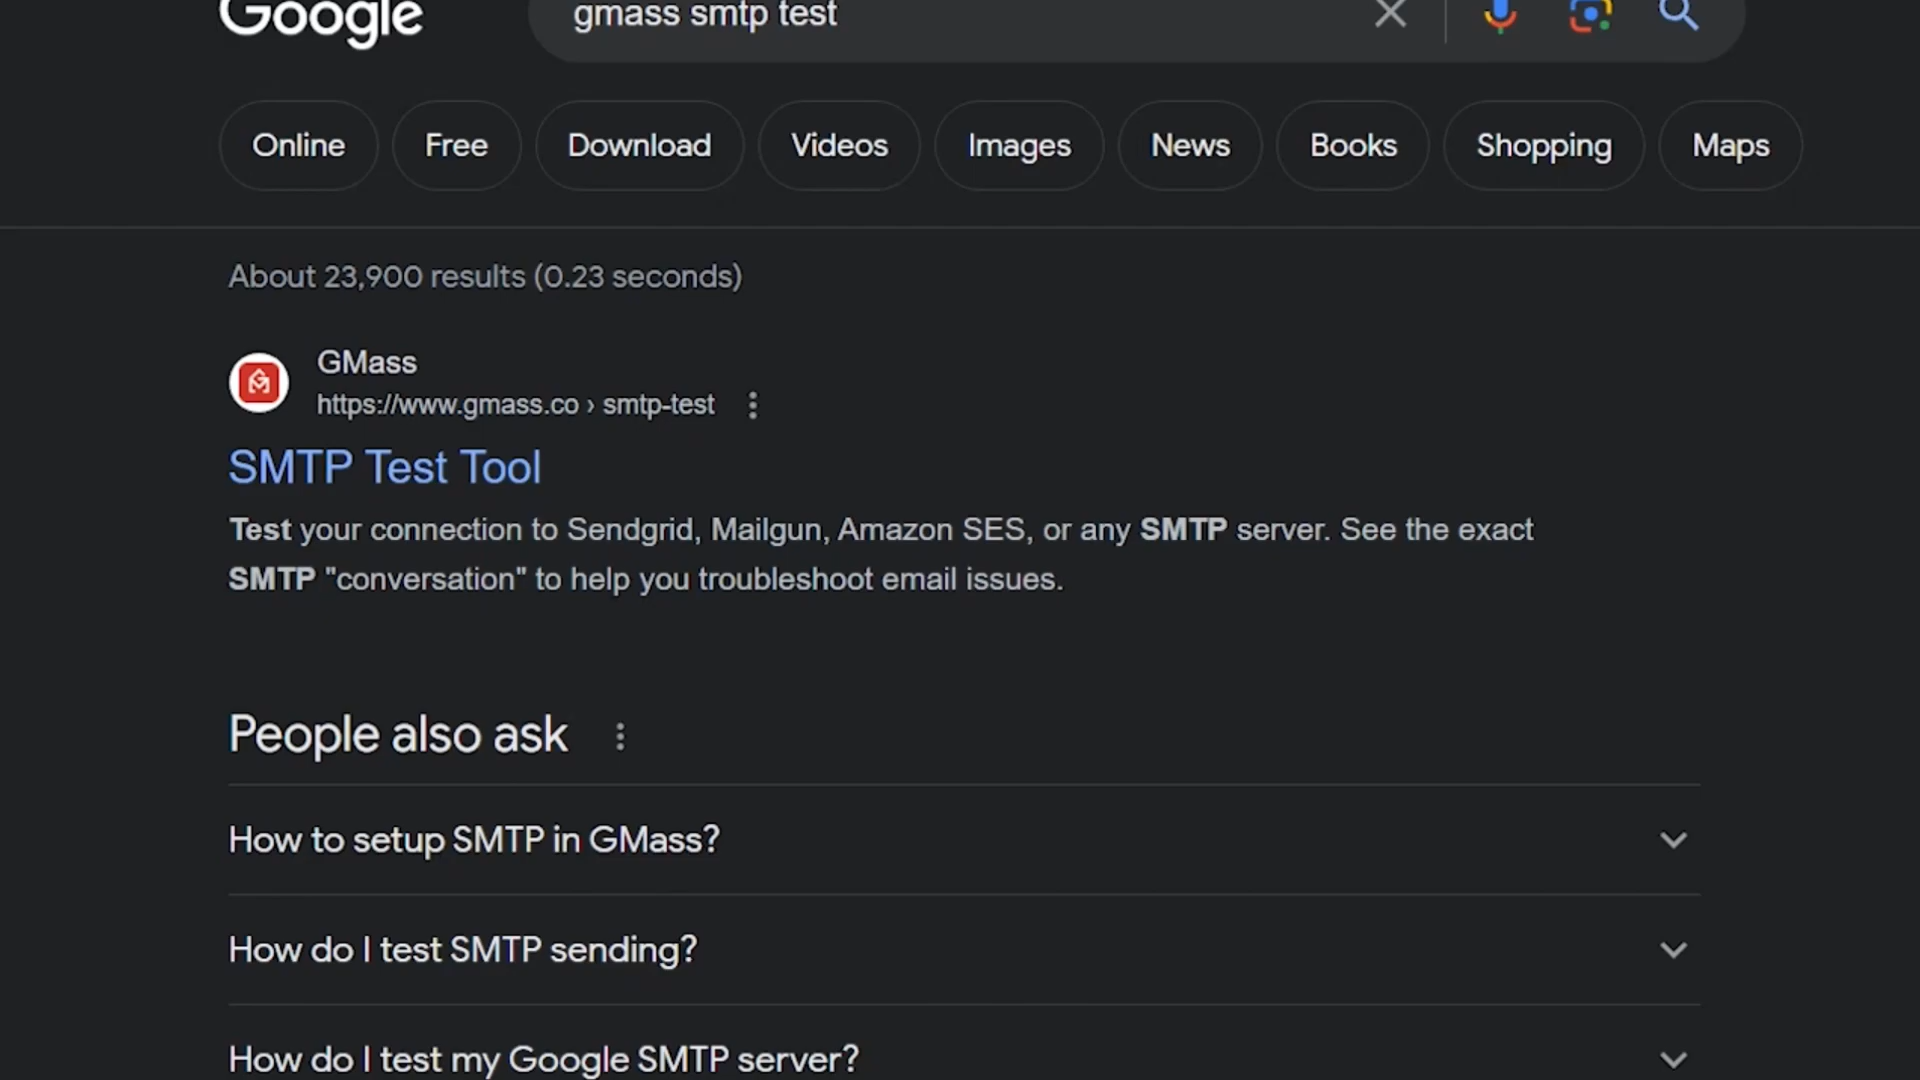 Google
gmass smtp test
Online Free Download Videos Images News Books Shopping Maps
About 23,900 results (0.23 seconds)
GMass
https://www.gmass.co › smtp-test
SMTP Test Tool
Test your connection to Sendgrid, Mailgun, Amazon SES, or any SMTP server. See the exact
SMTP "conversation" to help you troubleshoot email issues.
People also ask
How to setup SMTP in GMass?
How do I test SMTP sending?
How do I test my Google SMTP server?